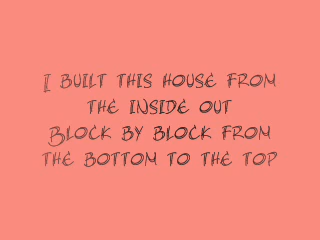 I built this house from
the inside out
Block by block from
the bottom to the top